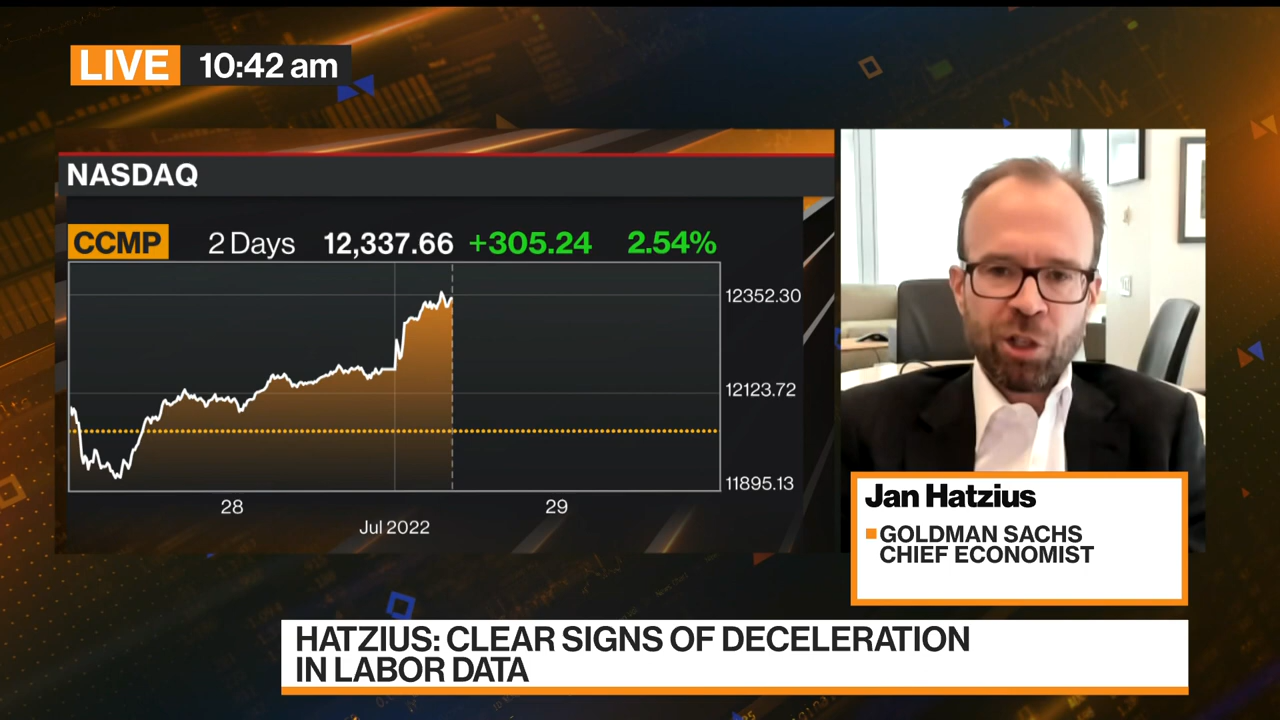 LIVE 10:42 am
NASDAQ
CCMP 2 Days 12,337.66 +305.24 2.54%
12352.30
12123.72
11895.13
28 29
Jul 2022
Jan Hatzius
GOLDMAN SACHS
CHIEF ECONOMIST
HATZIUS: CLEAR SIGNS OF DECELERATION
IN LABOR DATA